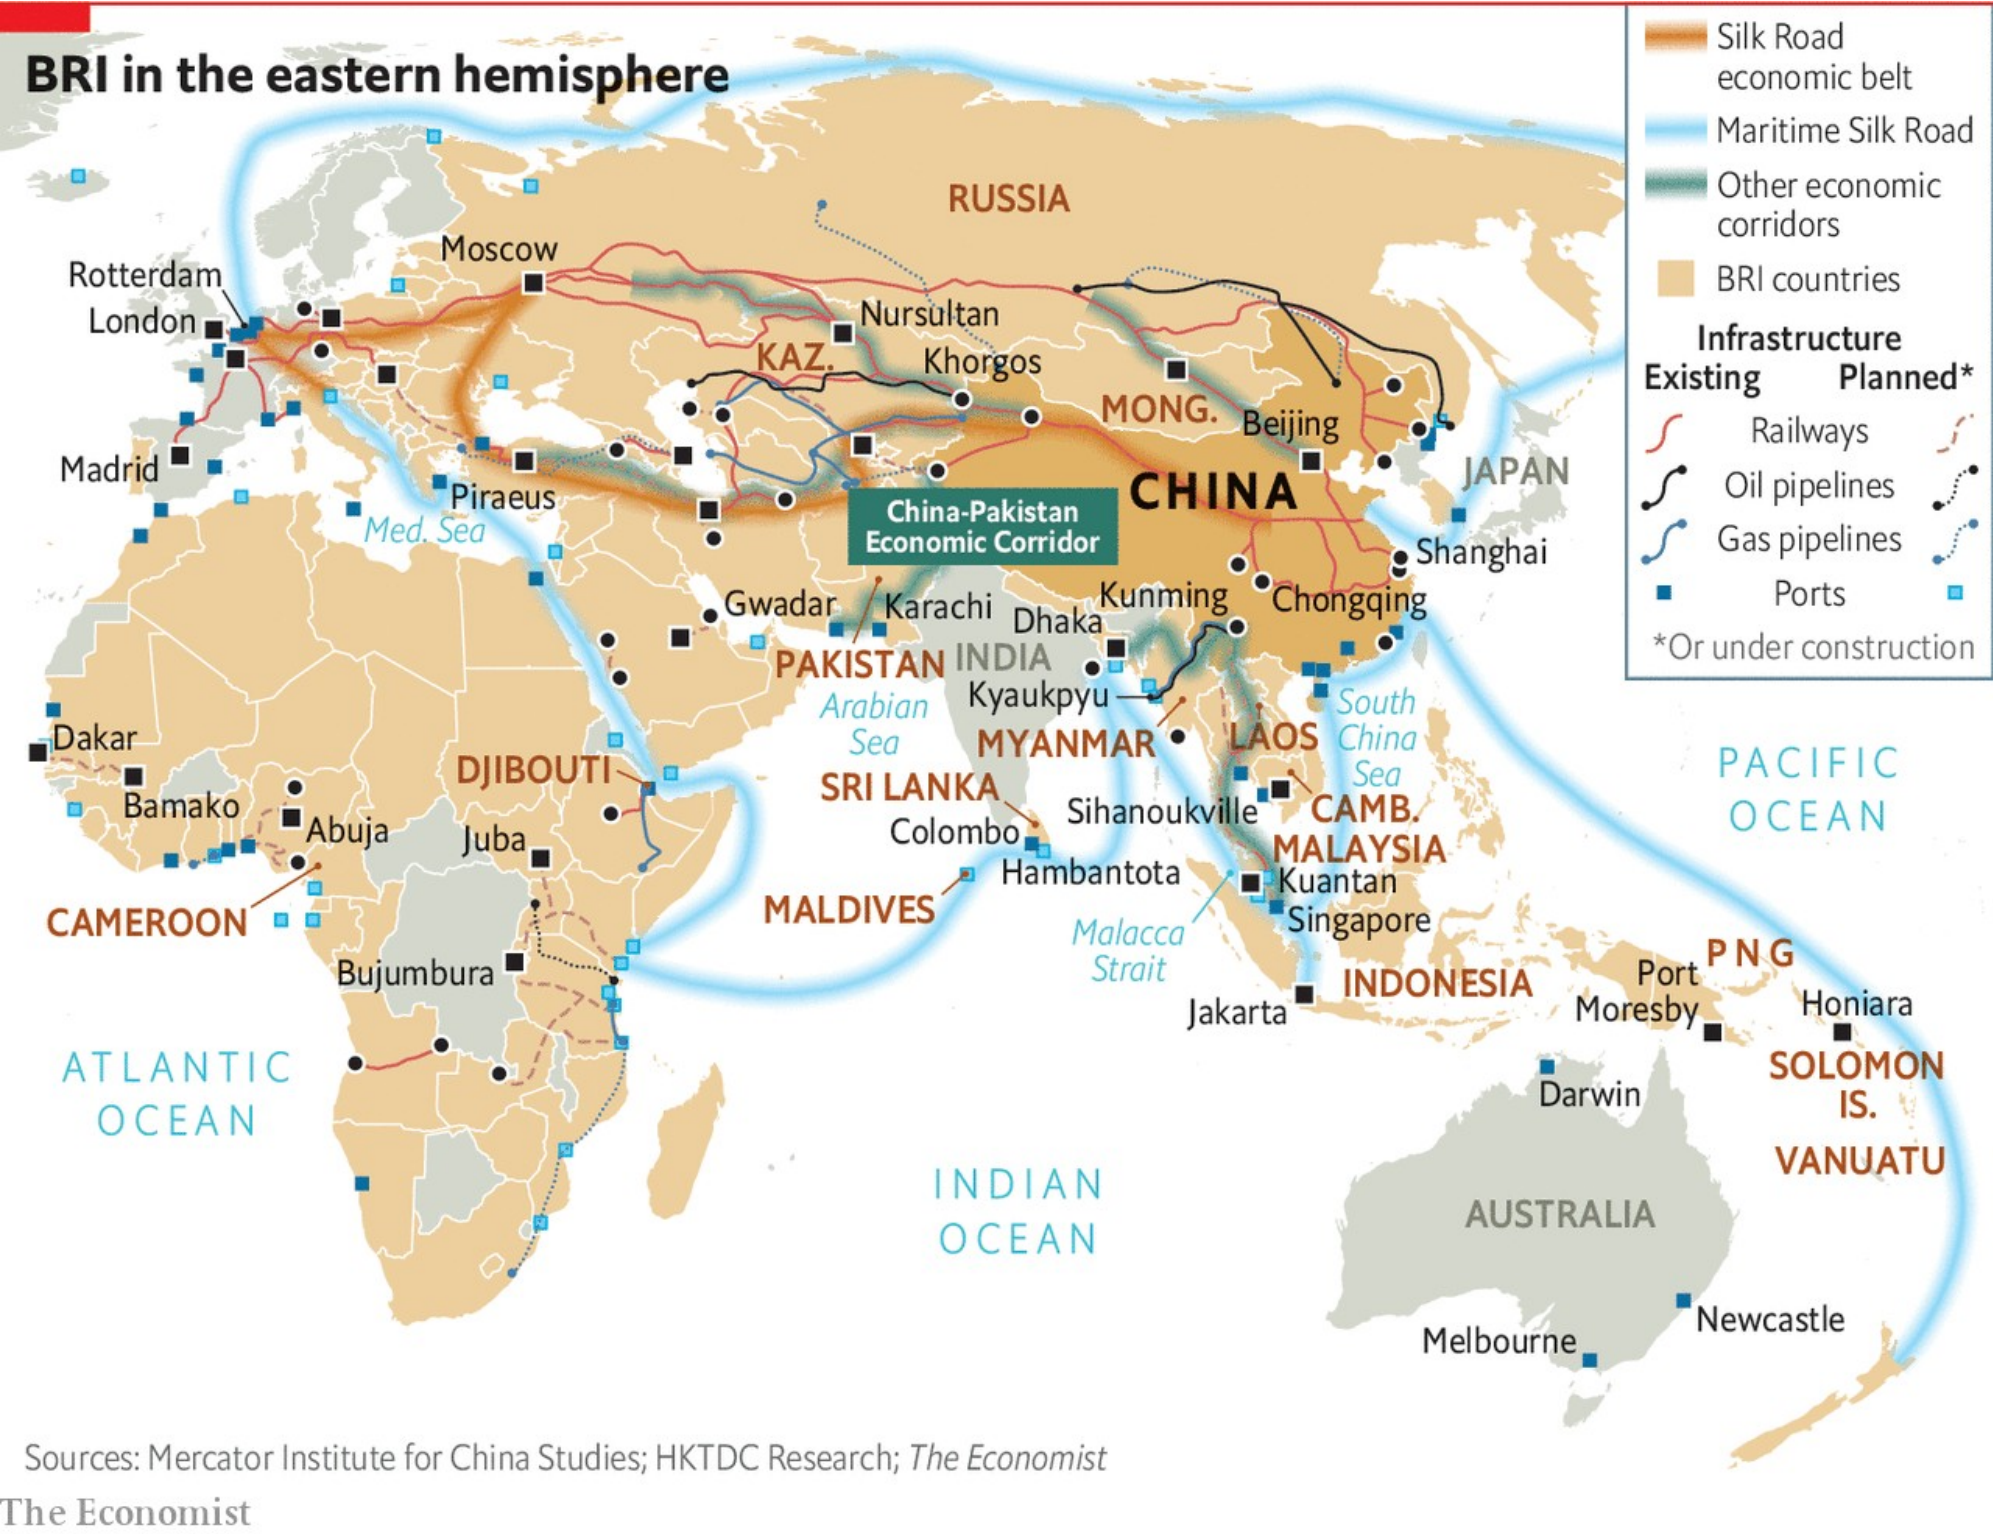 BRI in the eastern hemisphere
Silk Road
economic belt
Maritime Silk Road
Other economic
corridors
BRI countries
Infrastructure
Existing
Planned*
Railways
Oil pipelines
Gas pipelines
Ports
*Or under construction
RUSSIA
Moscow
Rotterdam
London
Nursultan
KAZ.
Khorgos
MONG.
Beijing
Madrid
JAPAN
CHINA
Piraeus
Med. Sea
China-Pakistan
Economic Corridor
Shanghai
Gwadar
Karachi
Dhaka
Kunming
Chongqing
PAKISTAN
INDIA
Kyaukpyu
Arabian
Sea
South
China
Sea
MYANMAR
LAOS
Dakar
DJIBOUTI
SRI LANKA
PACIFIC
OCEAN
Bamako
Abuja
Juba
Colombo
Sihanoukville
CAMB.
MALAYSIA
Hambantota
Kuantan
CAMEROON
MALDIVES
Singapore
Malacca
Strait
Bujumbura
INDONESIA
PNG
Port
Moresby
Honiara
Jakarta
ATLANTIC
OCEAN
SOLOMON
IS.
Darwin
VANUATU
INDIAN
OCEAN
AUSTRALIA
Newcastle
Melbourne
Sources: Mercator Institute for China Studies; HKTDC Research; The Economist
The Economist